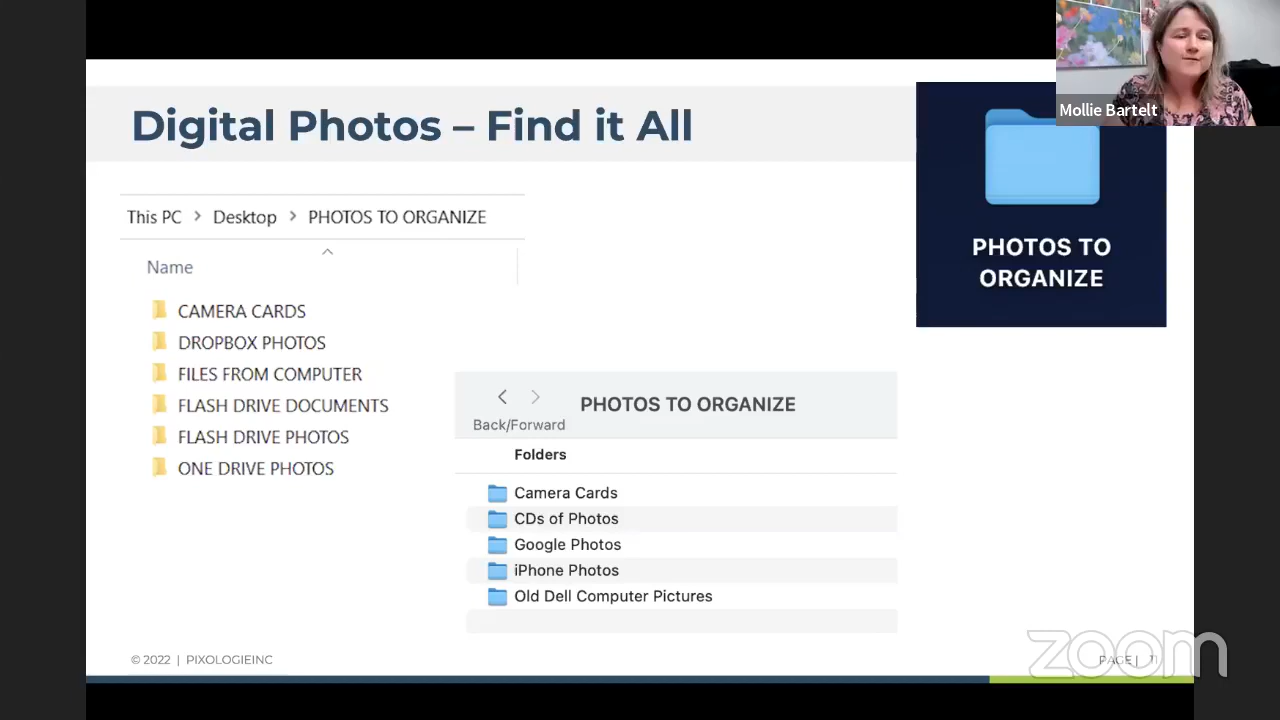 Mollie Bartelt
Digital Photos – Find it All
PHOTOS TO
ORGANIZE
This PC > Desktop > PHOTOS TO ORGANIZE
Name
CAMERA CARDS
DROPBOX PHOTOS
FILES FROM COMPUTER
FLASH DRIVE DOCUMENTS
FLASH DRIVE PHOTOS
ONE DRIVE PHOTOS
PHOTOS TO ORGANIZE
Back/Forward
Folders
Camera Cards
CDs of Photos
Google Photos
iPhone Photos
Old Dell Computer Pictures
© 2022 | PIXOLOGIEINC
PAGE | 11
zoom